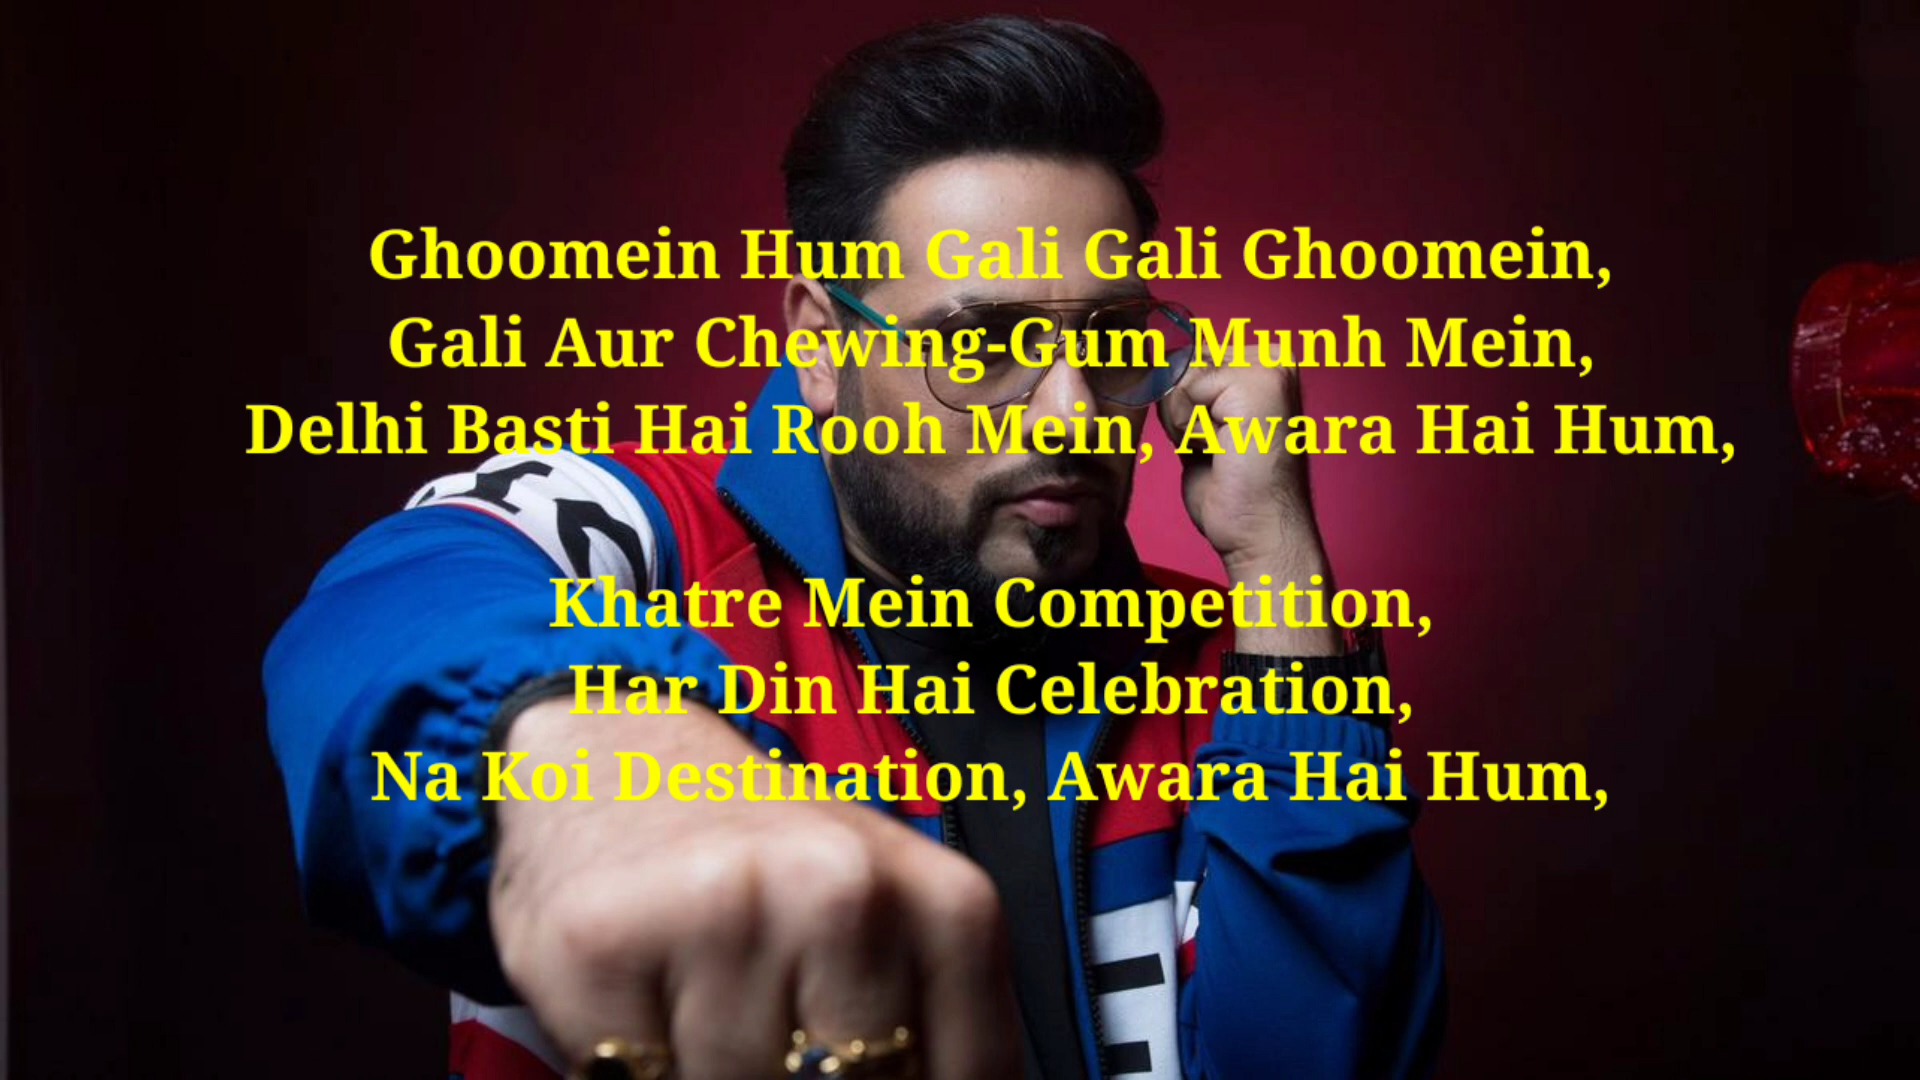 Ghoomein Hum Gali Gali Ghoomein,
Gali Aur Chewing-Gum Munh Mein,
Delhi Basti Hai Rooh Mein, Awara Hai Hum,
Khatre Mein Competition,
Har Din Hai Celebration,
Na Koi Destination, Awara Hai Hum,